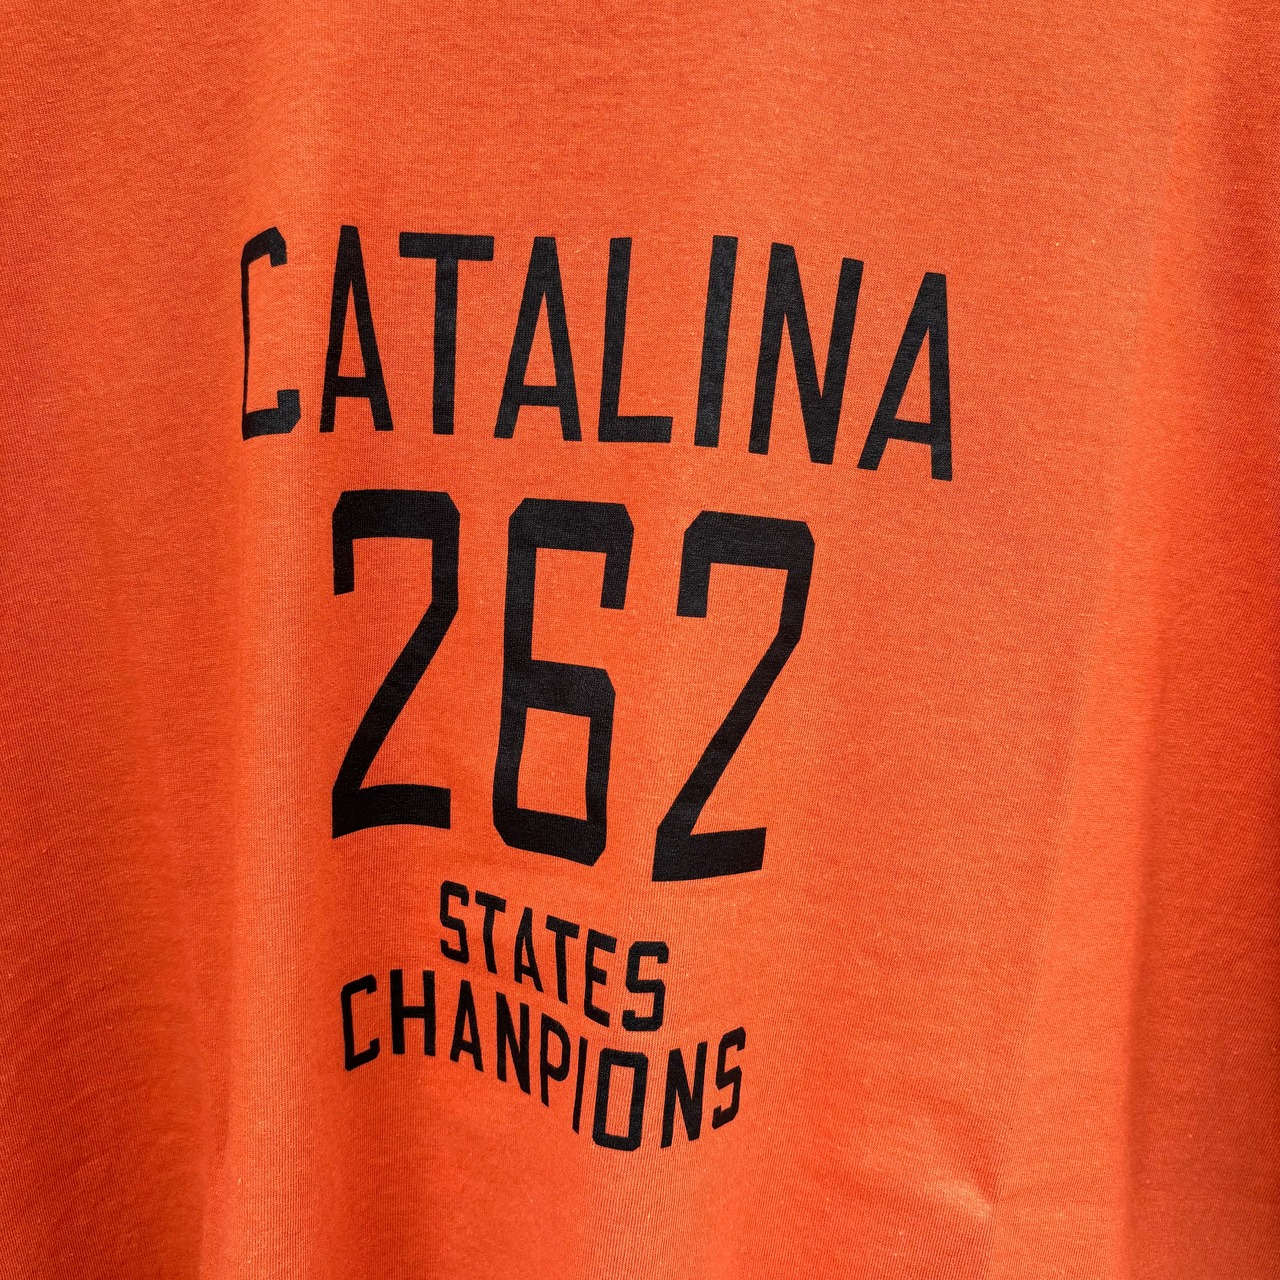 CATALINA
262
STATES
CHANPIONS